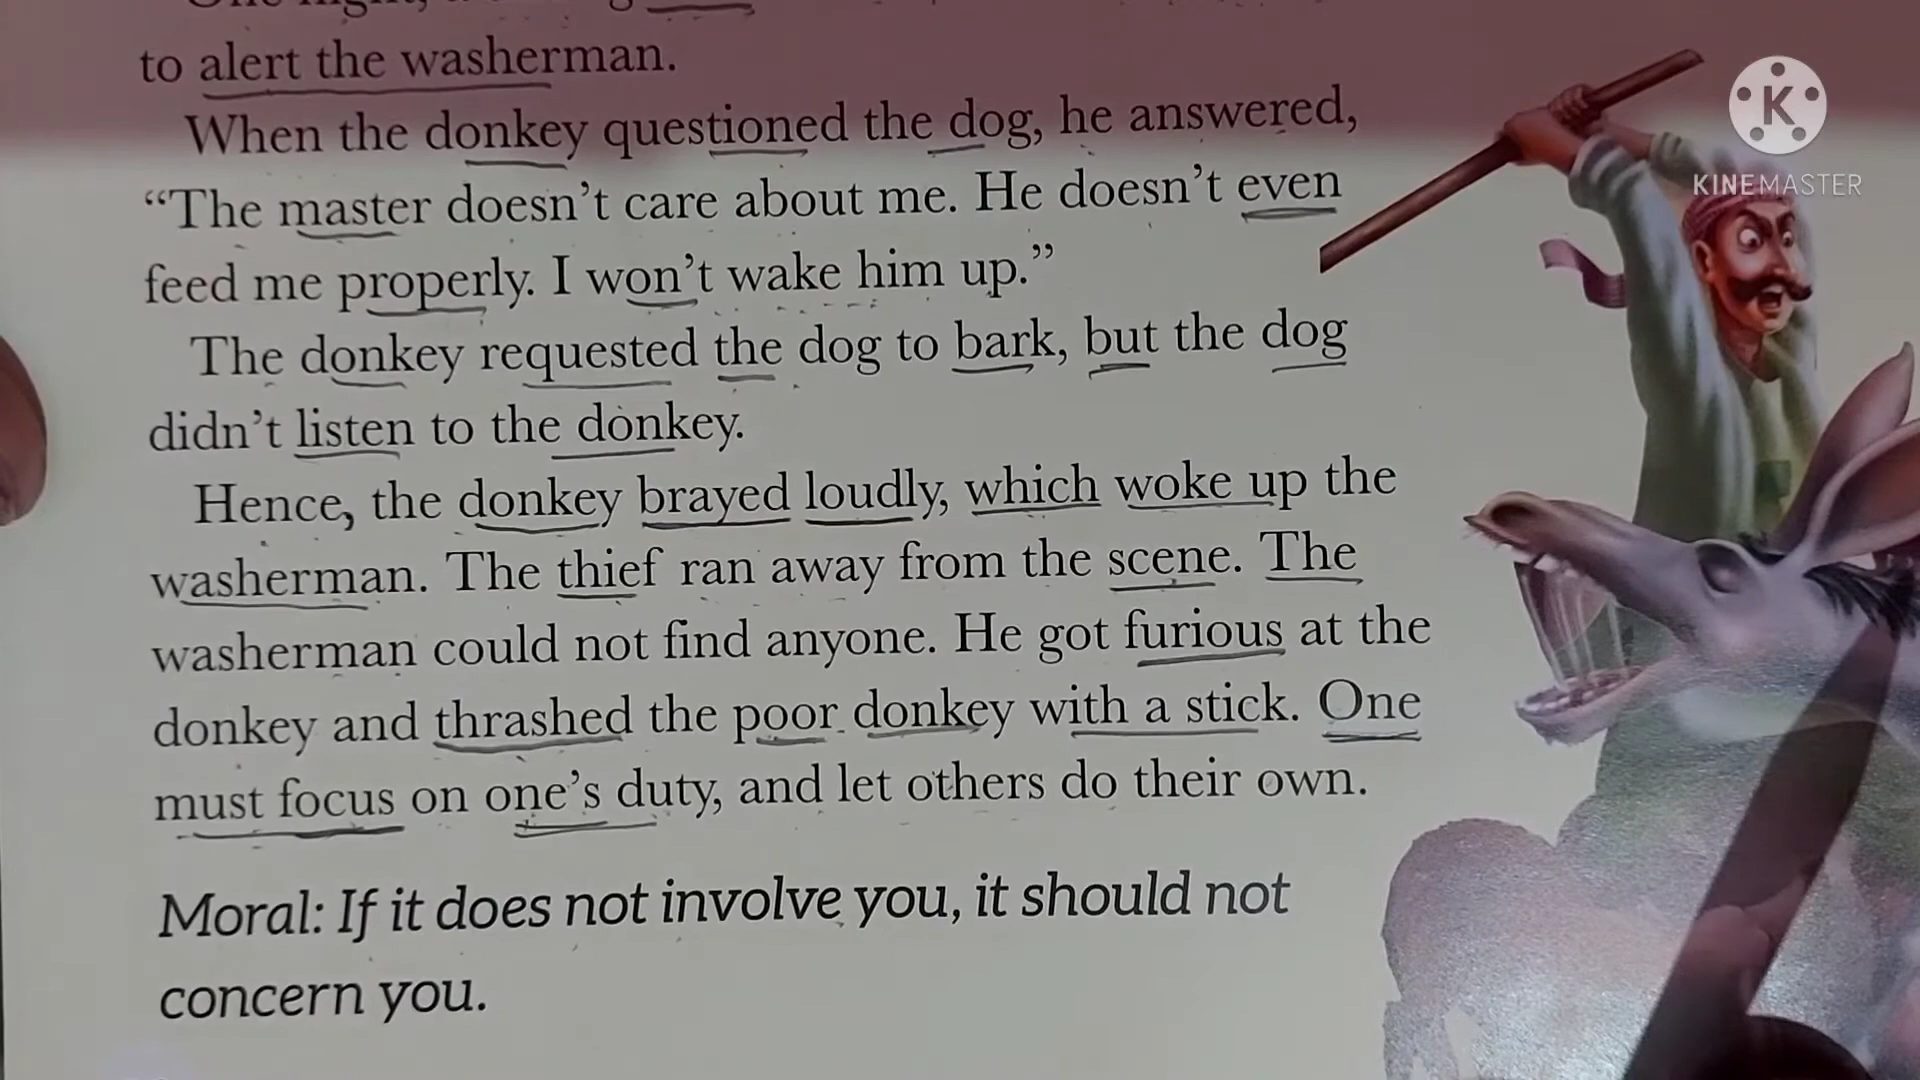 to alert the washerman.
When the donkey questioned the dog, he answered,
“The master doesn’t care about me. He doesn’t even
feed me properly. I won’t wake him up.”
The donkey requested the dog to bark, but the dog
didn’t listen to the donkey.
Hence, the donkey brayed loudly, which woke up the
washerman. The thief ran away from the scene. The
washerman could not find anyone. He got furious at the
donkey and thrashed the poor donkey with a stick. One
must focus on one’s duty, and let others do their own.
Moral: If it does not involve you, it should not
concern you.
K
KINEMASTER